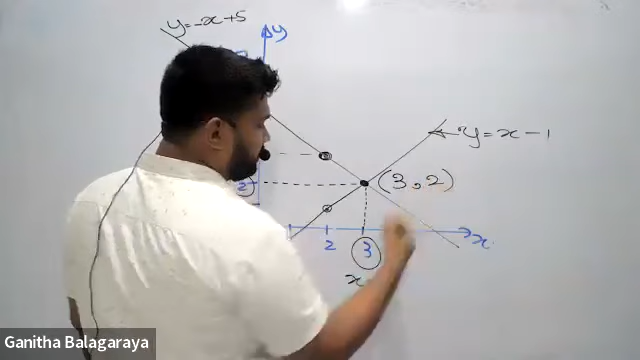 y=-x+5
y
y=x-1
(3,2)
2
2
3
x
x
Ganitha Balagaraya